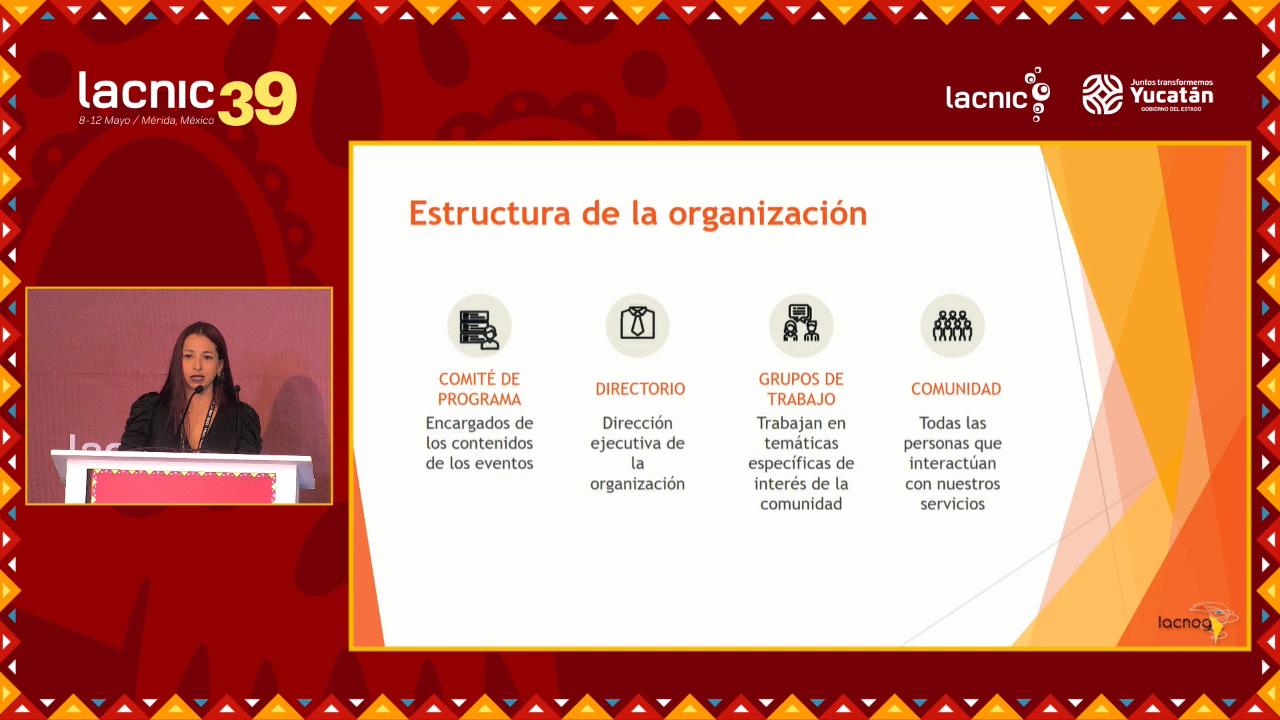 lacnic39
8-12 Mayo / Mérida, México
lacnic
Juntos transformemos
Yucatán
GOBIERNO DEL ESTADO
Estructura de la organización
COMITÉ DE
PROGRAMA
Encargados de
los contenidos
de los eventos
DIRECTORIO
Dirección
ejecutiva de
la
organización
GRUPOS DE
TRABAJO
Trabajan en
temáticas
específicas de
interés de la
comunidad
COMUNIDAD
Todas las
personas que
interactúan
con nuestros
servicios
lacnog